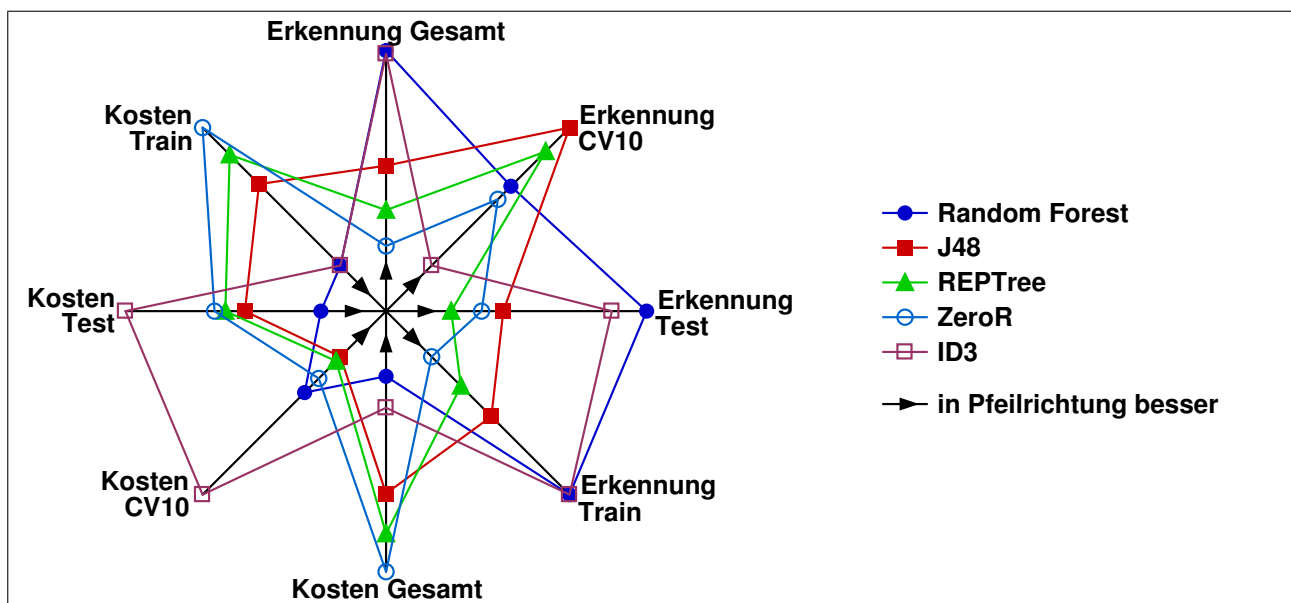 Erkennung Gesamt
Kosten
Train
Erkennung
CV10
Kosten
Test
Erkennung
Test
Kosten
CV10
Erkennung
Train
Kosten Gesamt
Random Forest
J48
REPTree
ZeroR
ID3
in Pfeilrichtung besser